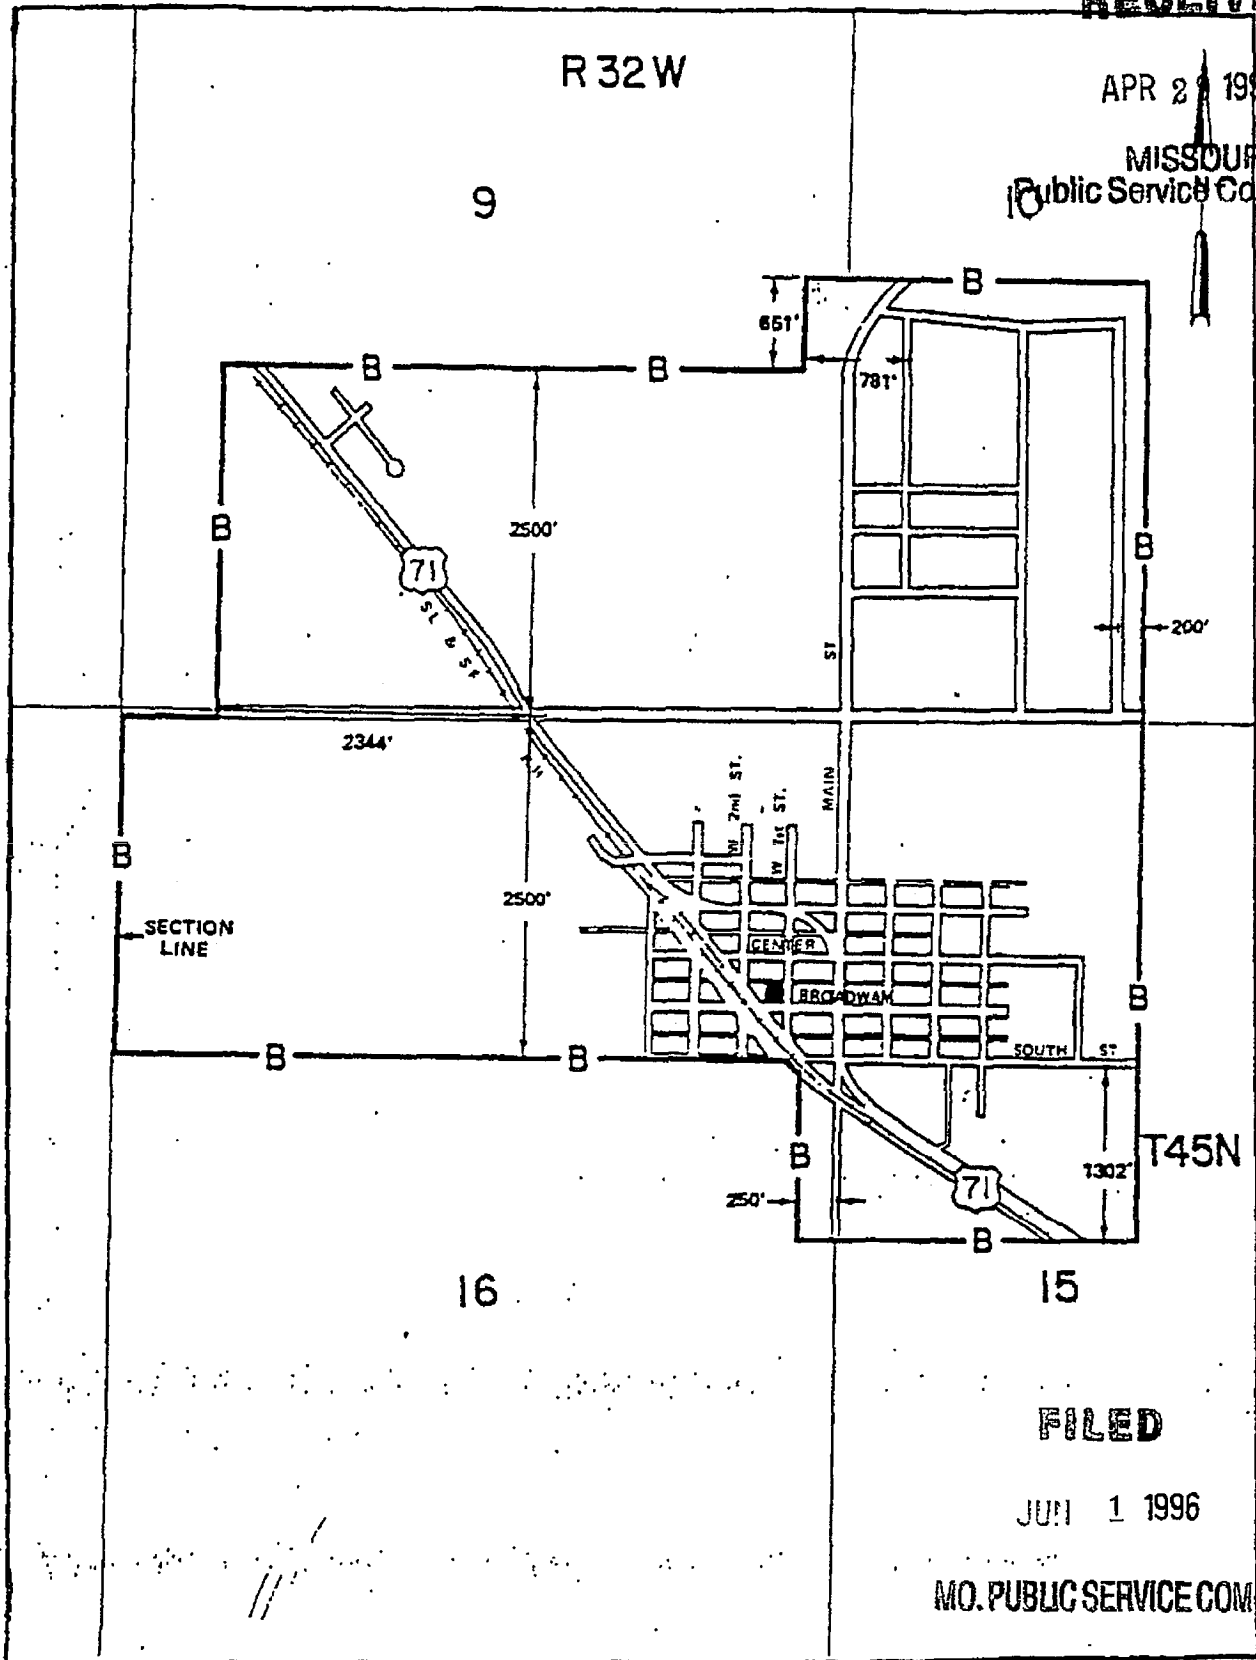 R 32 W
APR 2
MISSOUR
Public Service Co
9
10
N
B
651'
781'
B
B
B
2500'
71
SL & SF
B
ST
200'
2344'
MAIN
W 2nd ST.
W 1st ST.
B
2500'
SECTION
LINE
CENTER
BROADWAY
B
B
B
SOUTH ST
B
T45N
1302'
250'
71
B
16
15
FILED
JUN 1 1996
MO. PUBLIC SERVICE COM